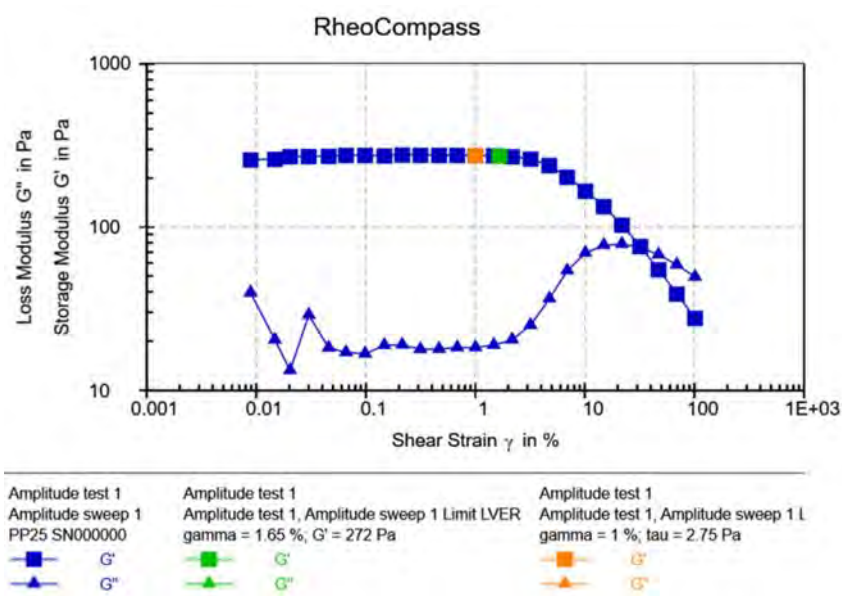 RheoCompass
Loss Modulus G" in Pa
Storage Modulus G' in Pa
1000
100
10
0.001
0.01
0.1
1
10
100
1E+03
Shear Strain γ in %
Amplitude test 1
Amplitude sweep 1
PP25 SN000000
G'
G"
Amplitude test 1
Amplitude test 1, Amplitude sweep 1 Limit LVER
gamma = 1.65 %; G' = 272 Pa
G'
G"
Amplitude test 1
Amplitude test 1, Amplitude sweep 1 L
gamma = 1 %; tau = 2.75 Pa
G'
G"